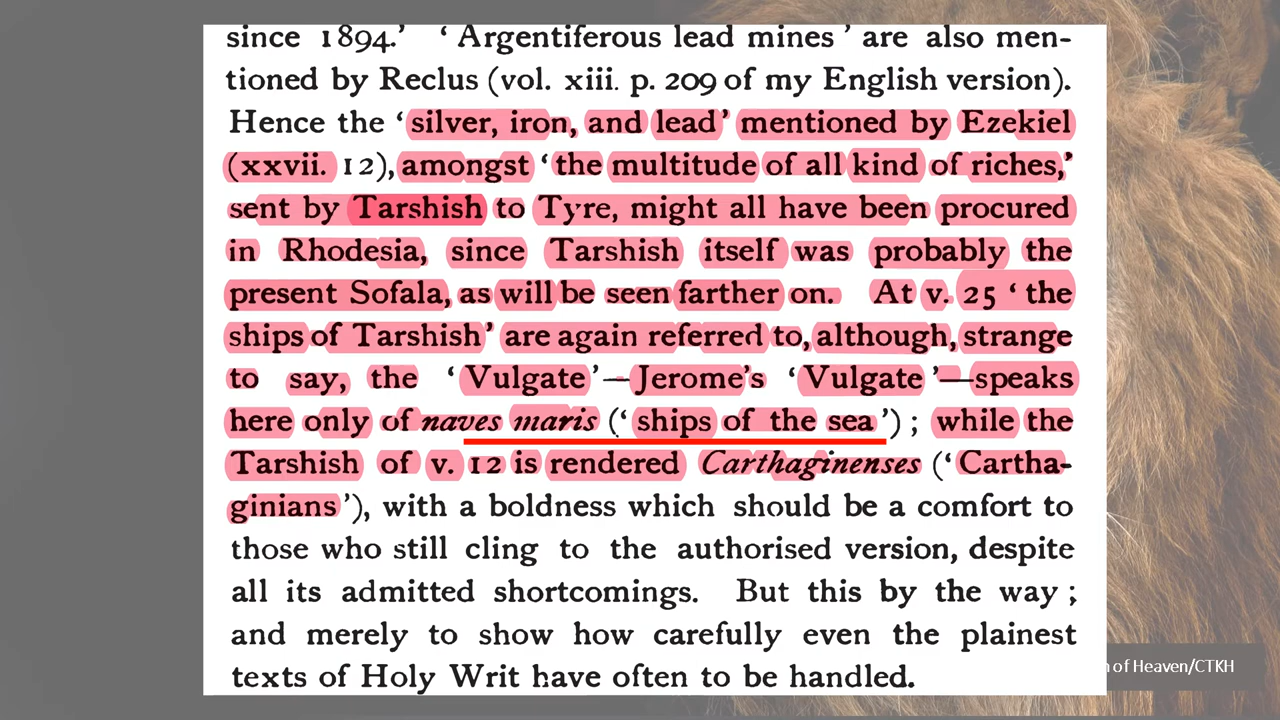 since 1894.' 'Argentiferous lead mines' are also men-
tioned by Reclus (vol. xiii. p. 209 of my English version).
Hence the 'silver, iron, and lead' mentioned by Ezekiel
(xxvii. 12), amongst 'the multitude of all kind of riches,'
sent by Tarshish to Tyre, might all have been procured
in Rhodesia, since Tarshish itself was probably the
present Sofala, as will be seen farther on. At v. 25 'the
ships of Tarshish' are again referred to, although, strange
to say, the 'Vulgate'—Jerome's 'Vulgate'—speaks
here only of naves maris ('ships of the sea'); while the
Tarshish of v. 12 is rendered Carthaginenses ('Cartha-
ginians'), with a boldness which should be a comfort to
those who still cling to the authorised version, despite
all its admitted shortcomings. But this by the way;
and merely to show how carefully even the plainest
texts of Holy Writ have often to be handled.
of Heaven/CTKH